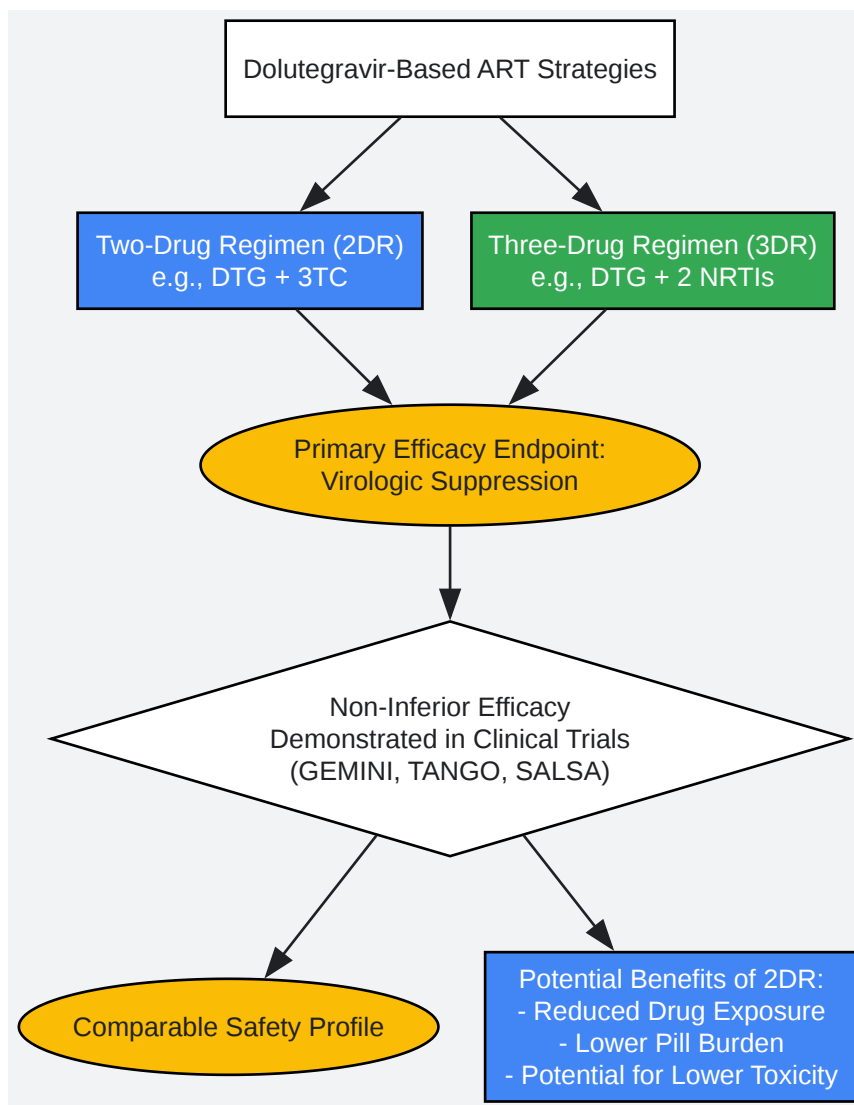 Dolutegravir-Based ART Strategies
Two-Drug Regimen (2DR)
e.g., DTG + 3TC
Three-Drug Regimen (3DR)
e.g., DTG + 2 NRTIs
Primary Efficacy Endpoint:
Virologic Suppression
Non-Inferior Efficacy
Demonstrated in Clinical Trials
(GEMINI, TANGO, SALSA)
Comparable Safety Profile
Potential Benefits of 2DR:
- Reduced Drug Exposure
- Lower Pill Burden
- Potential for Lower Toxicity